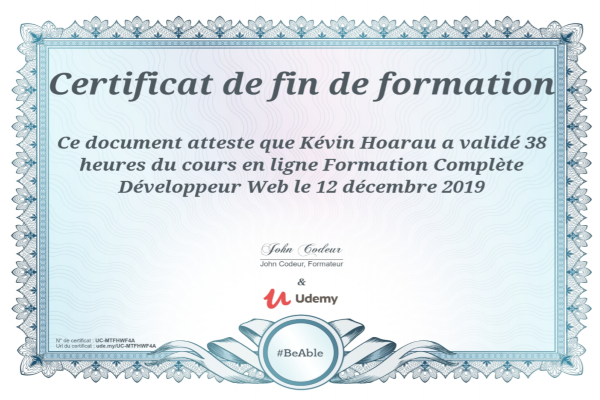 Certificat de fin de formation
Ce document atteste que Kévin Hoarau a validé 38
heures du cours en ligne Formation Complète
Développeur Web le 12 décembre 2019
John Codeur
John Codeur, Formateur
&
Udemy
N° de certificat : UC-MTFHWF4A
Url du certificat : ude.my/UC-MTFHWF4A
#BeAble